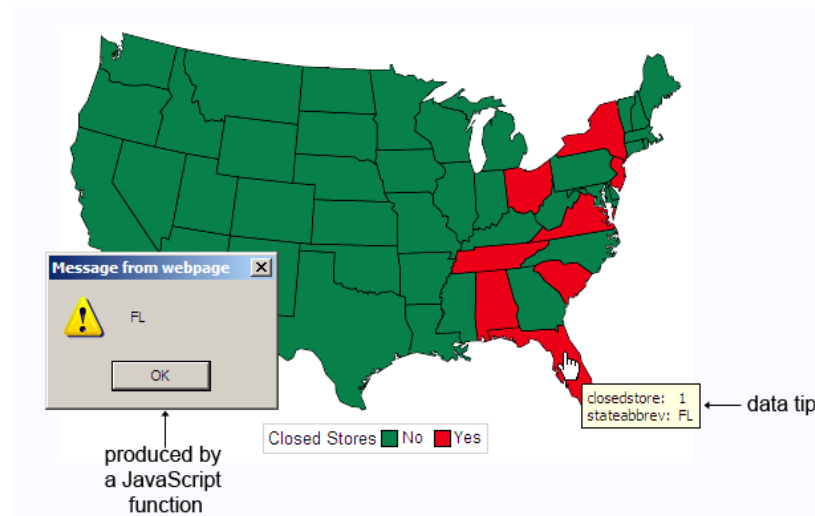 Message from webpage
FL
OK
closedstore: 1
stateabbrev: FL
data tip
Closed Stores No Yes
produced by
a JavaScript
function